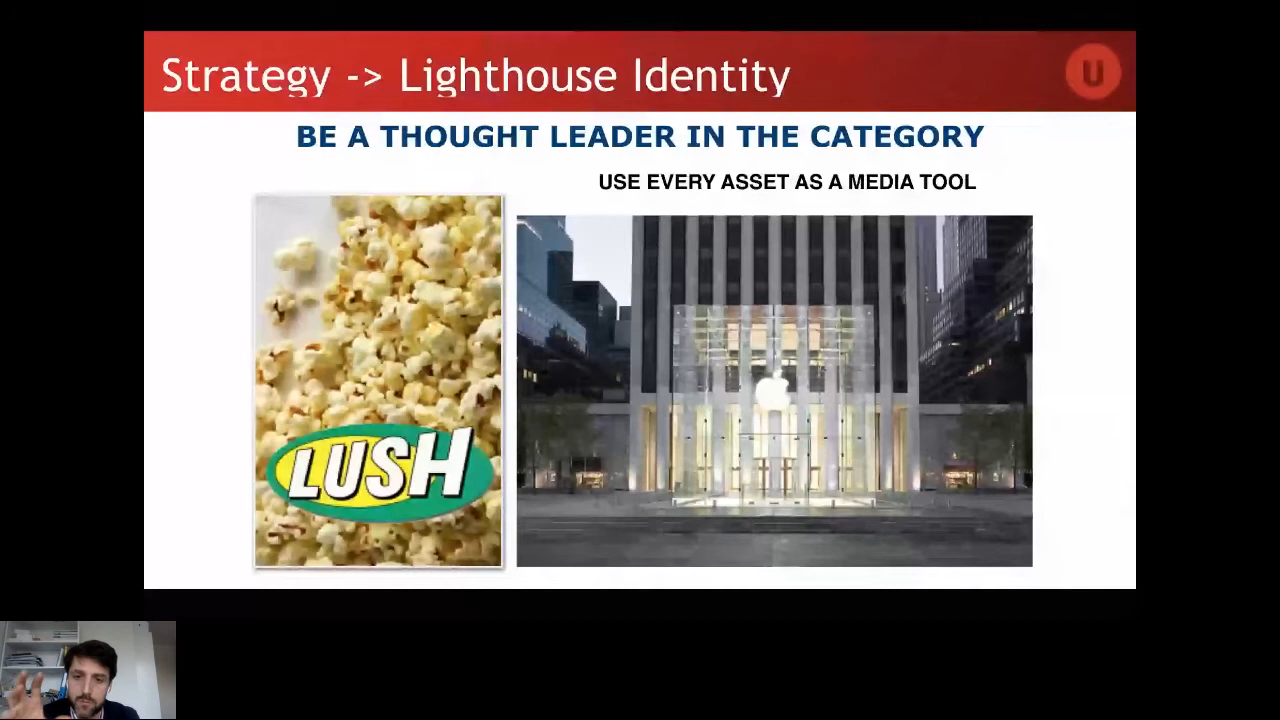 Strategy -> Lighthouse Identity
U
BE A THOUGHT LEADER IN THE CATEGORY
USE EVERY ASSET AS A MEDIA TOOL
LUSH